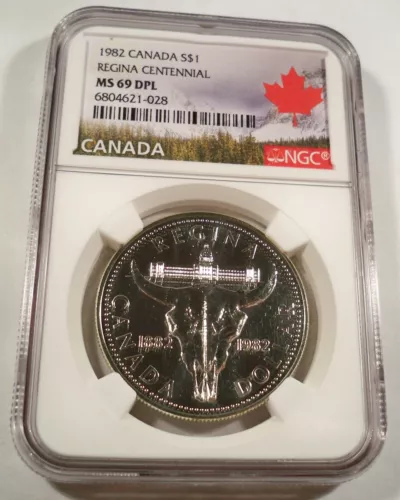 1982 CANADA S$1
REGINA CENTENNIAL
MS 69 DPL
6804621-028
CANADA
NGC®
REGINA
CANADA
1882 1982
DOLLAR